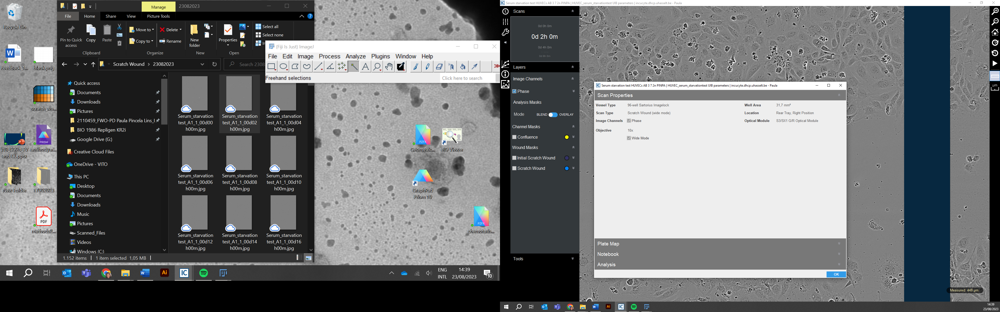 Recycle Bin
Feedback_1...
blank.png
scratch_wo...
WB_CD24_EV
and CL.pptx
PRISM
antibodyar...
New Folder
17082023
PDF
methods2...
Manage
23082023
File
Home
Share
View
Picture Tools
Pin to Quick
access
Copy
Paste
Move to
Copy to
Delete
Rename
New
folder
Properties
Select all
Select none
Clipboard
Organize
New
Open
Scratch Wound
23082023
Search 2308
Quick access
Documents
Downloads
Pictures
2110459_FWO-PD Paula Pincela Lins_I
BIO 1986 Repligen KR2i
Google Drive (G:)
Creative Cloud Files
OneDrive - VITO
This PC
Desktop
Documents
Downloads
Music
Pictures
Scanned_Files
Videos
Windows (C:)
Serum_starvation
test_A1_1_00d00
h00m.jpg
Serum_starvation
test_A1_1_00d02
h00m.jpg
Serum_starvation
test_A1_1_00d04
h00m.jpg
Serum_starvation
test_A1_1_00d06
h00m.jpg
Serum_starvation
test_A1_1_00d08
h00m.jpg
Serum_starvation
test_A1_1_00d10
h00m.jpg
Serum_starvation
test_A1_1_00d12
h00m.jpg
Serum_starvation
test_A1_1_00d14
h00m.jpg
Serum_starvation
test_A1_1_00d16
h00m.jpg
1.152 items
1 item selected 1,05 MB
(Fiji Is Just) ImageJ
File Edit Image Process Analyze Plugins Window Help
Freehand selections
Click here to search
PZFX
Geometric...
eID Viewer
GraphPad
Prism 10
PZFX
chemotaxis...
Ai
IC
ENG
INTL
14:39
23/08/2023
10
IC
Serum starvation test HUVECs AB 3 7 2n PINPA | HUVEC_serum_starvationtest UIB parameters | incucyte.dhcp.uhasselt.be - Paula
Scans
0d 0h 0m
0d 2h 0m
0d 4h 0m
0d 6h 0m
Layers
Image Channels
Phase
Analysis Masks
Mode
BLEND
OVERLAY
Channel Masks
Confluence
Wound Masks
Initial Scratch Wound
Scratch Wound
Tools
µm
IC
Serum starvation test HUVECs AB 3 7 2n PINPA | HUVEC_serum_starvationtest UIB parameters | incucyte.dhcp.uhasselt.be - Paula
Scan Properties
Vessel Type
96-well Sartorius Imagelock
Well Area
31,7 mm²
Scan Type
Scratch Wound (wide mode)
Location
Rear Tray, Right Position
Image Channels
Phase
Optical Module
S3/SX1 G/R Optical Module
Objective
10x
Wide Mode
Plate Map
Notebook
Analysis
OK
Measured: 448 µm
Ai
IC
14:39
23/08/2023